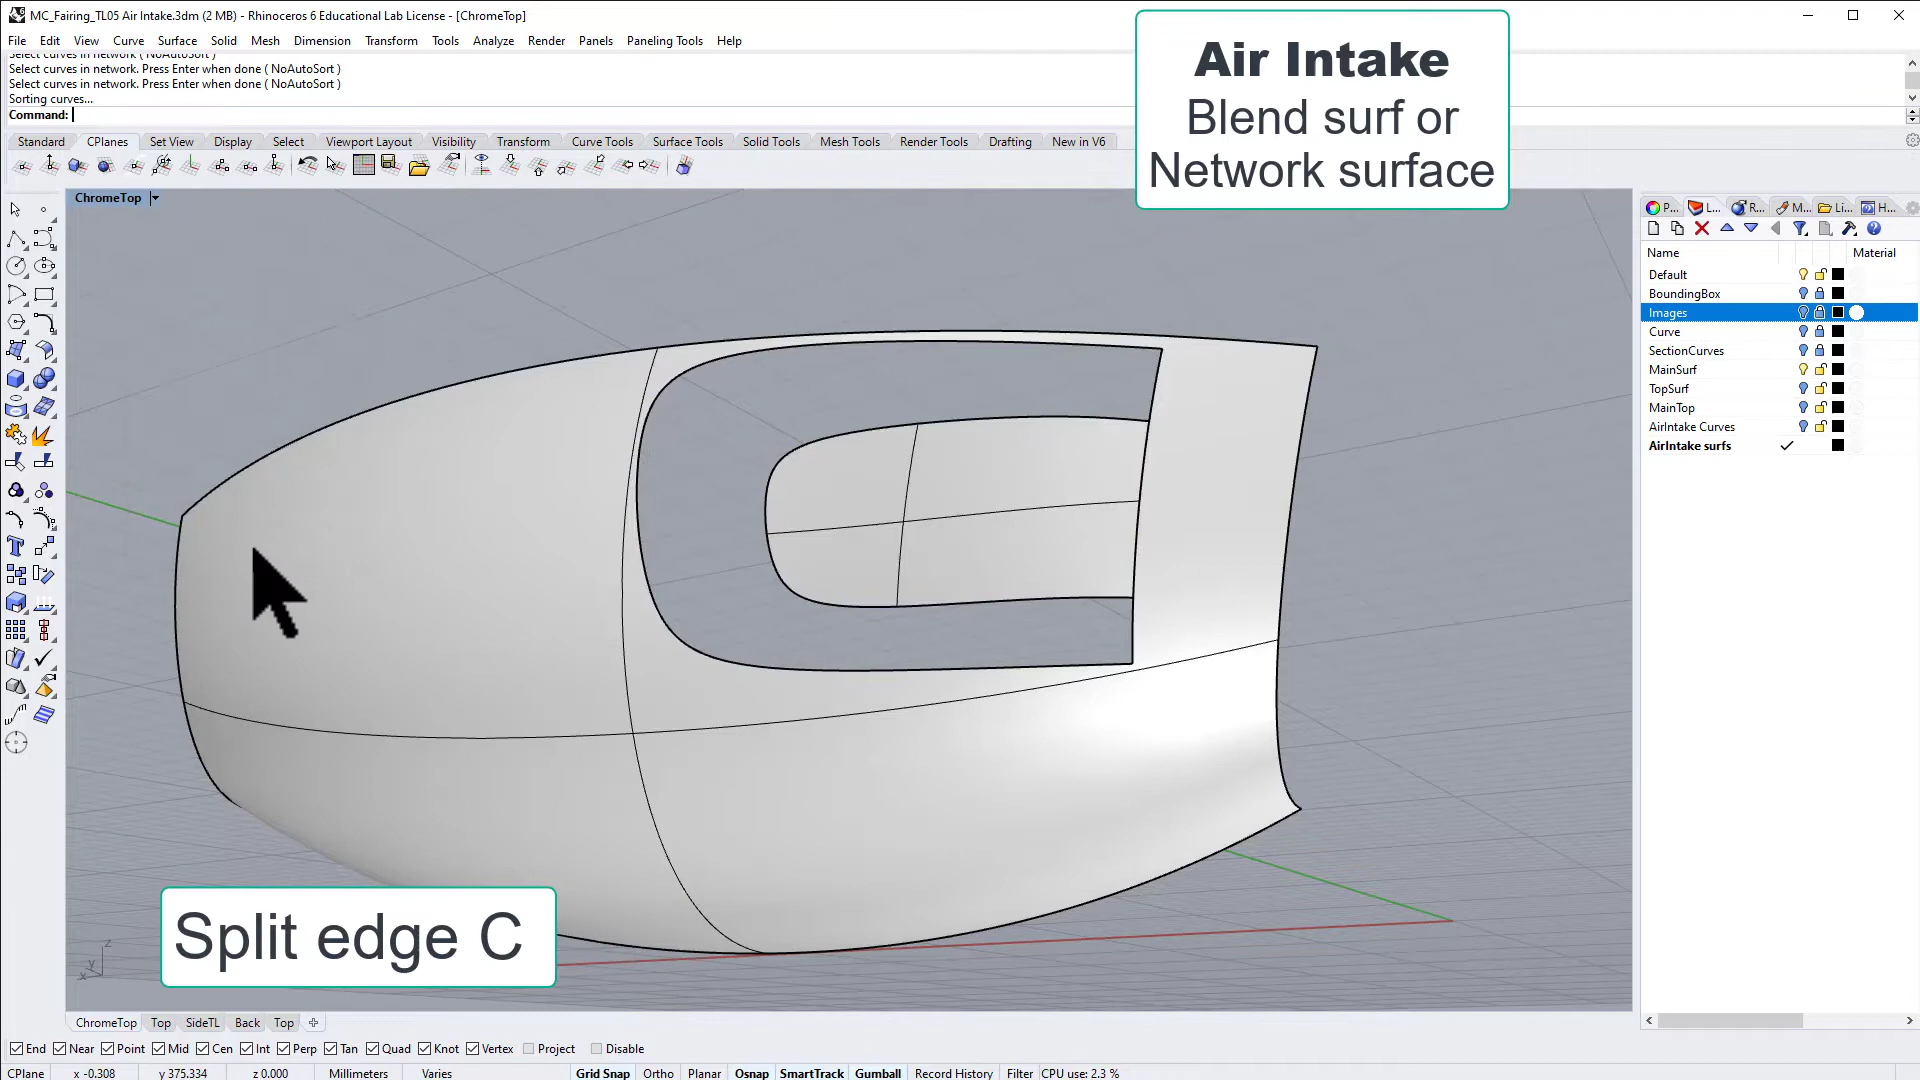 MC_Fairing_TL05 Air Intake.3dm (2 MB) - Rhinoceros 6 Educational Lab License - [ChromeTop]
File Edit View Curve Surface Solid Mesh Dimension Transform Tools Analyze Render Panels Paneling Tools Help
Select curves in network ( NoAutoSort )
Select curves in network. Press Enter when done ( NoAutoSort )
Select curves in network. Press Enter when done ( NoAutoSort )
Sorting curves...
Command:
Air Intake
Blend surf or
Network surface
Standard CPlanes Set View Display Select Viewport Layout Visibility Transform Curve Tools Surface Tools Solid Tools Mesh Tools Render Tools Drafting New in V6
ChromeTop
P... L... R... M... Li... H...
Name Material
Default
BoundingBox
Images
Curve
SectionCurves
MainSurf
TopSurf
MainTop
AirIntake Curves
AirIntake surfs
Split edge C
z
y
x
ChromeTop Top SideTL Back Top
End Near Point Mid Cen Int Perp Tan Quad Knot Vertex Project Disable
CPlane x -0.308 y 375.334 z 0.000 Millimeters Varies Grid Snap Ortho Planar Osnap SmartTrack Gumball Record History Filter CPU use: 2.3 %